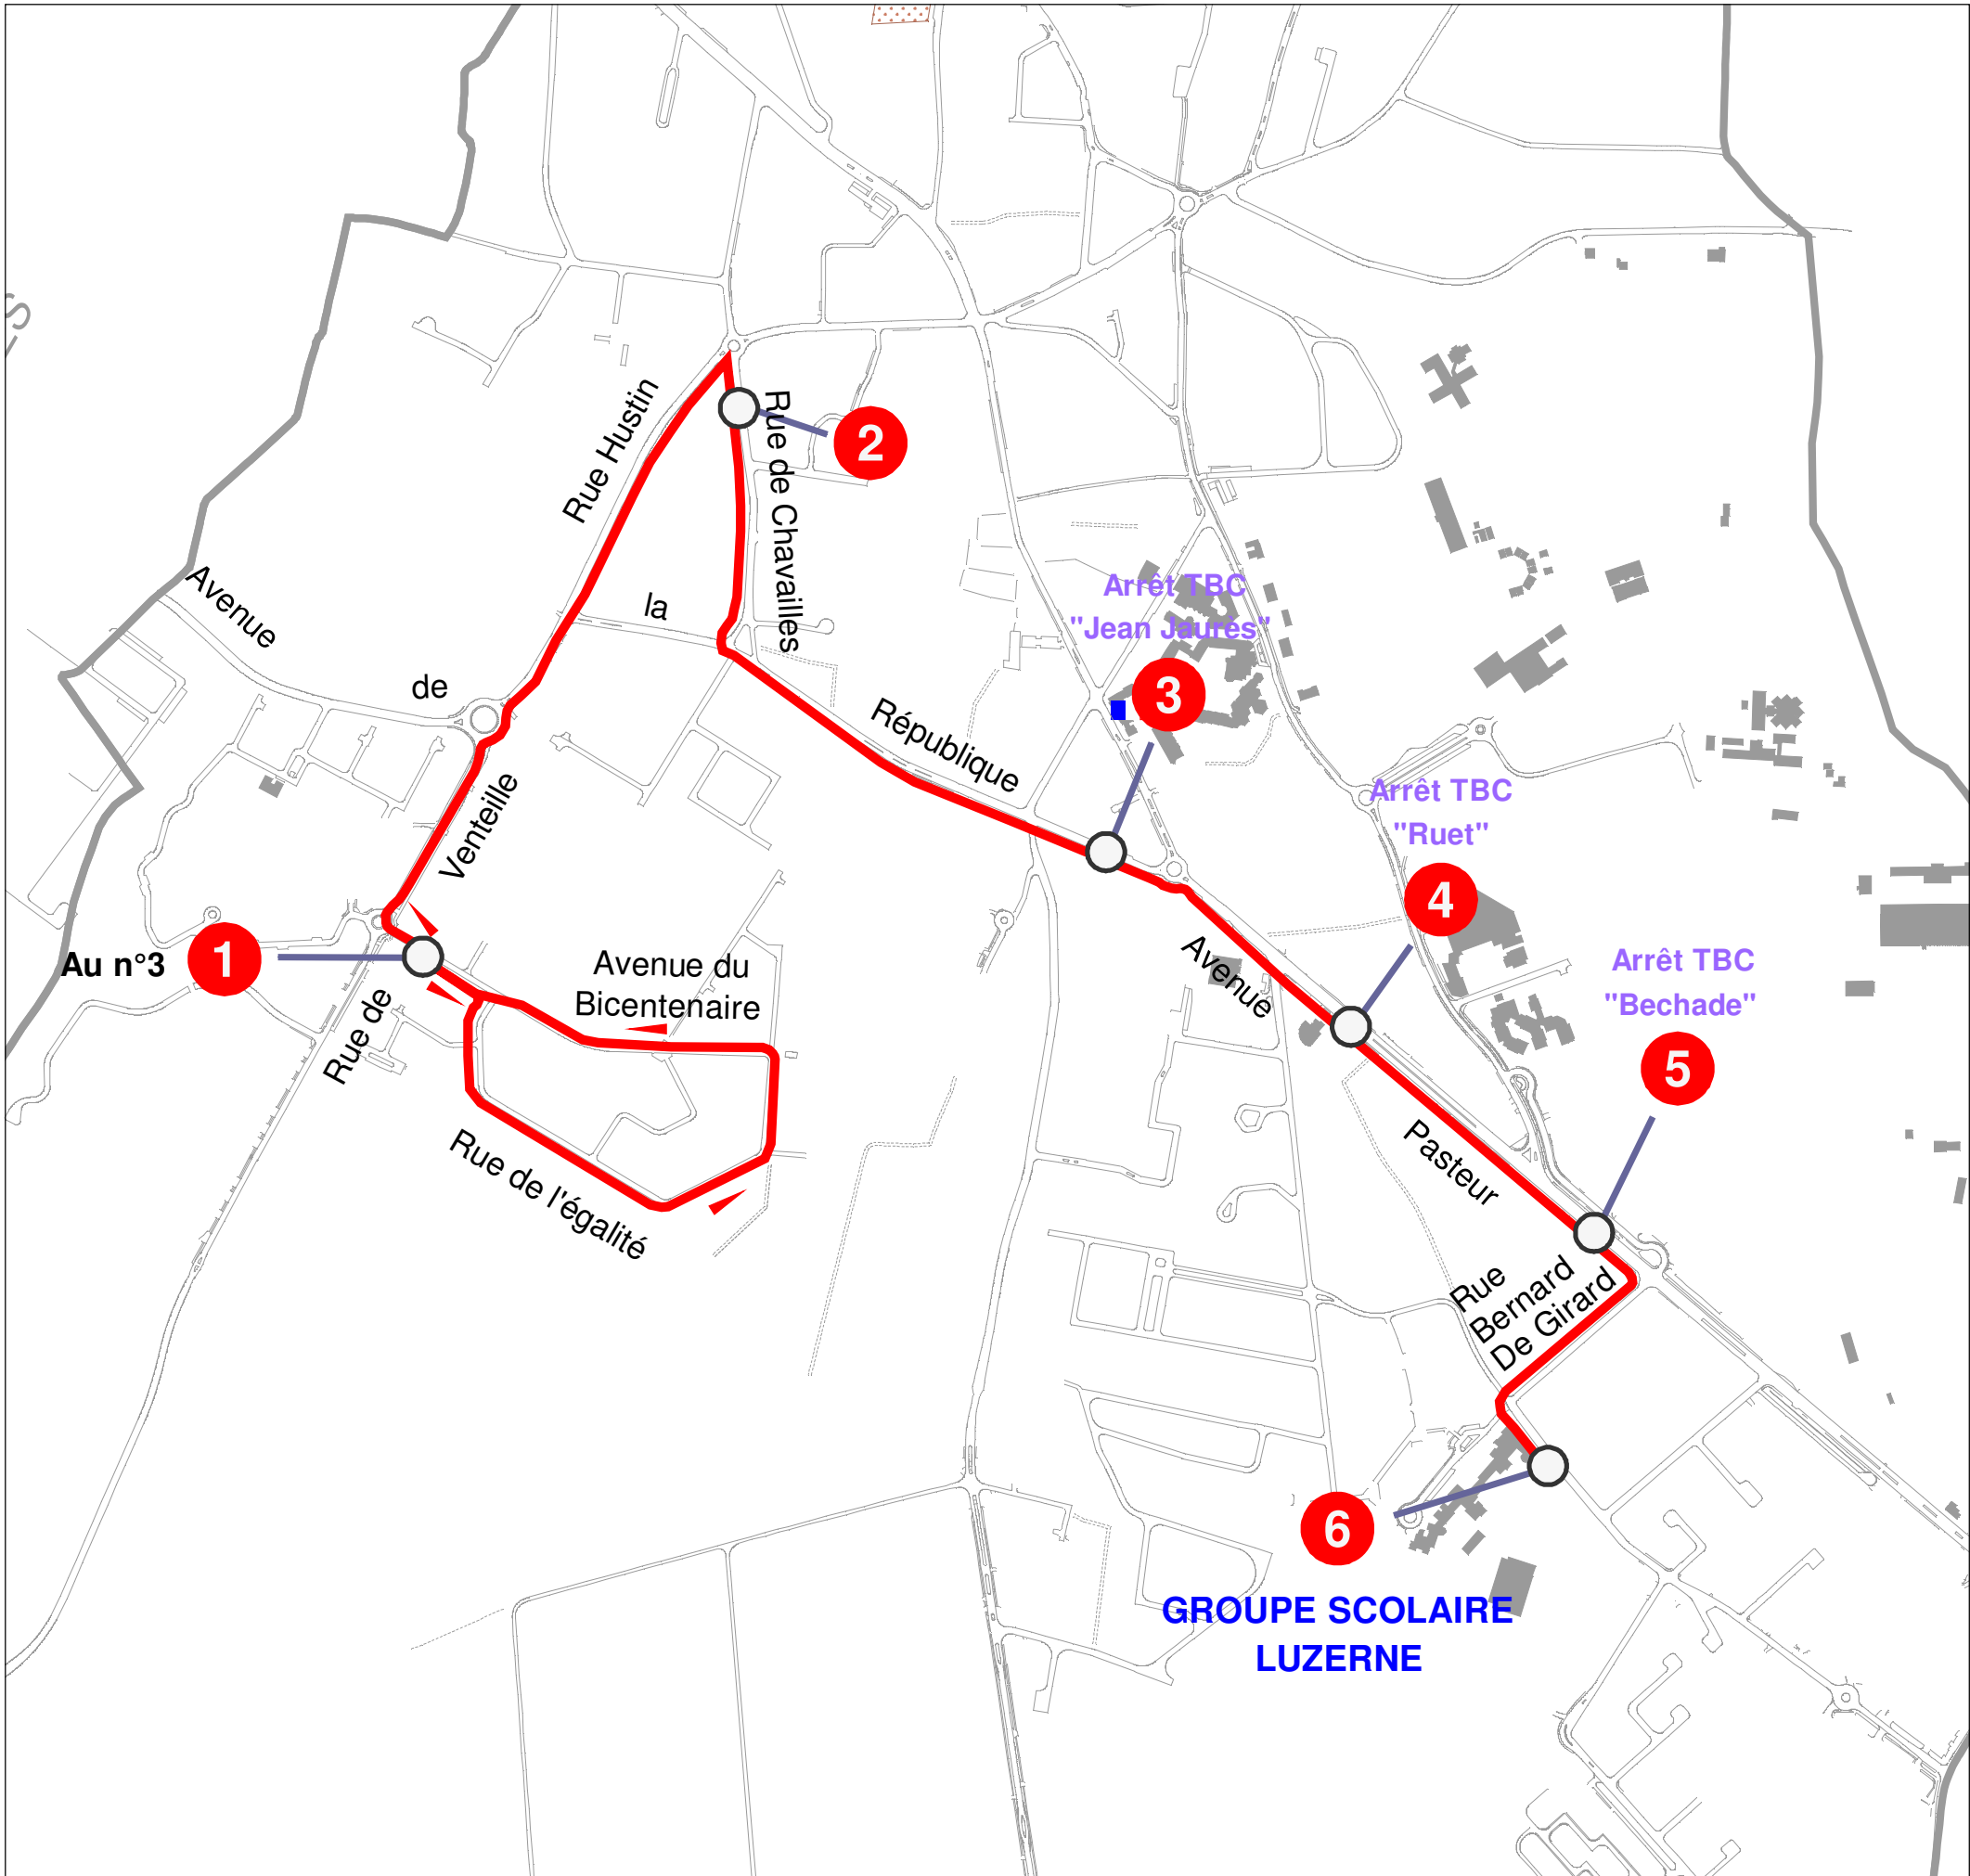 Rue Hustin
2
Rue de Chavailles
Avenue
de
la
République
Arrêt TBC
"Jean Jaurès"
3
Arrêt TBC
"Ruet"
4
Venteille
Au n°3
1
Rue de
Avenue du
Bicentenaire
Rue de l'égalité
Avenue
Pasteur
Arrêt TBC
"Bechade"
5
Rue
Bernard
De Girard
6
GROUPE SCOLAIRE
LUZERNE